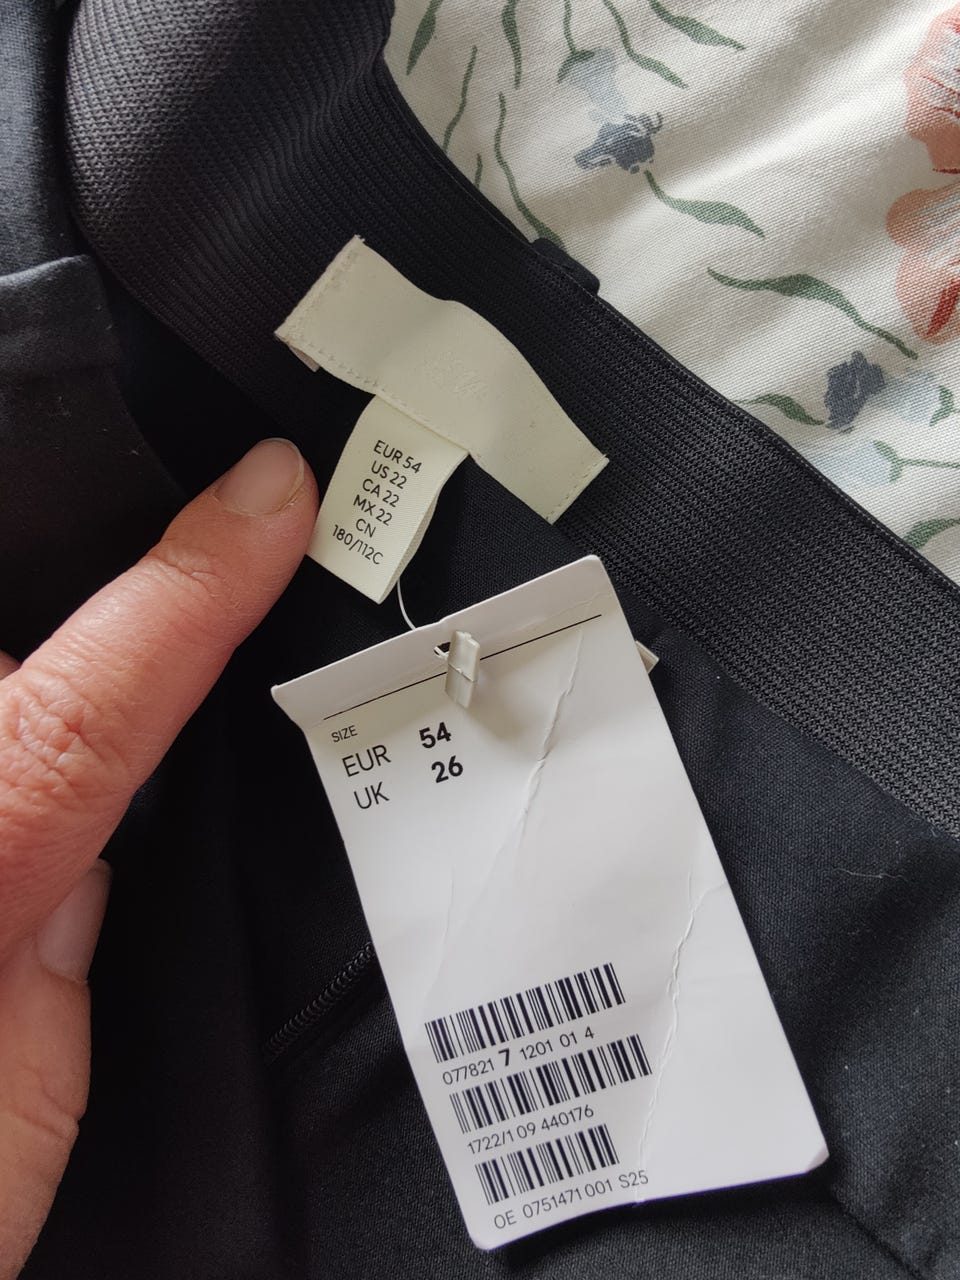 EUR 54
US 22
CA 22
MX 22
CN
180/112C
SIZE
EUR 54
UK 26
077821 7 1201 01 4
1722/1 09 440176
OE 0751471 001 S25